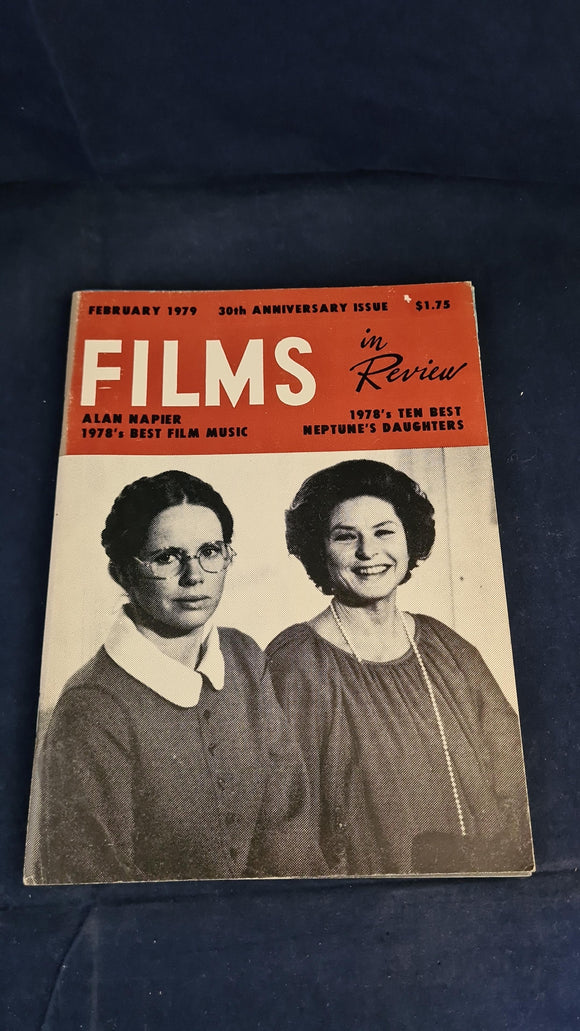 FEBRUARY 1979 30th ANNIVERSARY ISSUE $1.75
FILMS in Review
ALAN NAPIER
1978's BEST FILM MUSIC
1978's TEN BEST
NEPTUNE'S DAUGHTERS